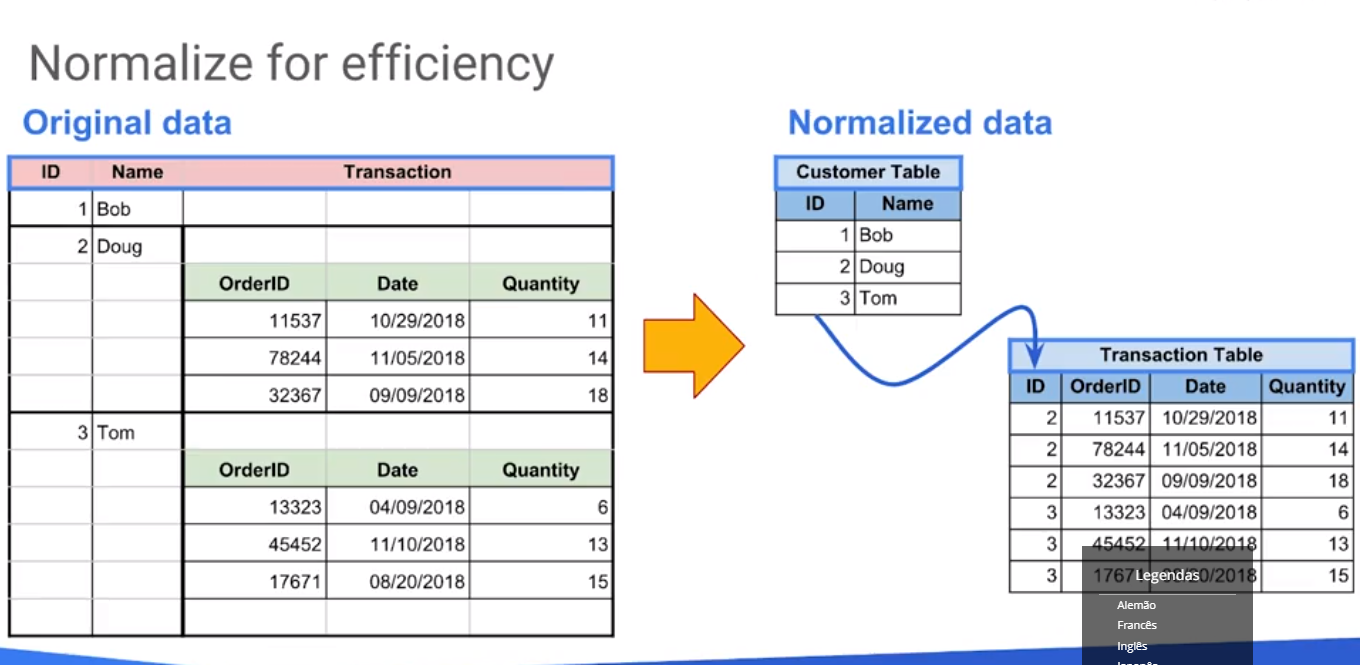 Normalize for efficiency
Original data
ID Name Transaction
1 Bob
2 Doug
OrderID Date Quantity
11537 10/29/2018 11
78244 11/05/2018 14
32367 09/09/2018 18
3 Tom
OrderID Date Quantity
13323 04/09/2018 6
45452 11/10/2018 13
17671 08/20/2018 15
Normalized data
Customer Table
ID Name
1 Bob
2 Doug
3 Tom
Transaction Table
ID OrderID Date Quantity
2 11537 10/29/2018 11
2 78244 11/05/2018 14
2 32367 09/09/2018 18
3 13323 04/09/2018 6
3 45452 11/10/2018 13
3 17671 08/20/2018 15
Legendas
Alemão
Francês
Inglês